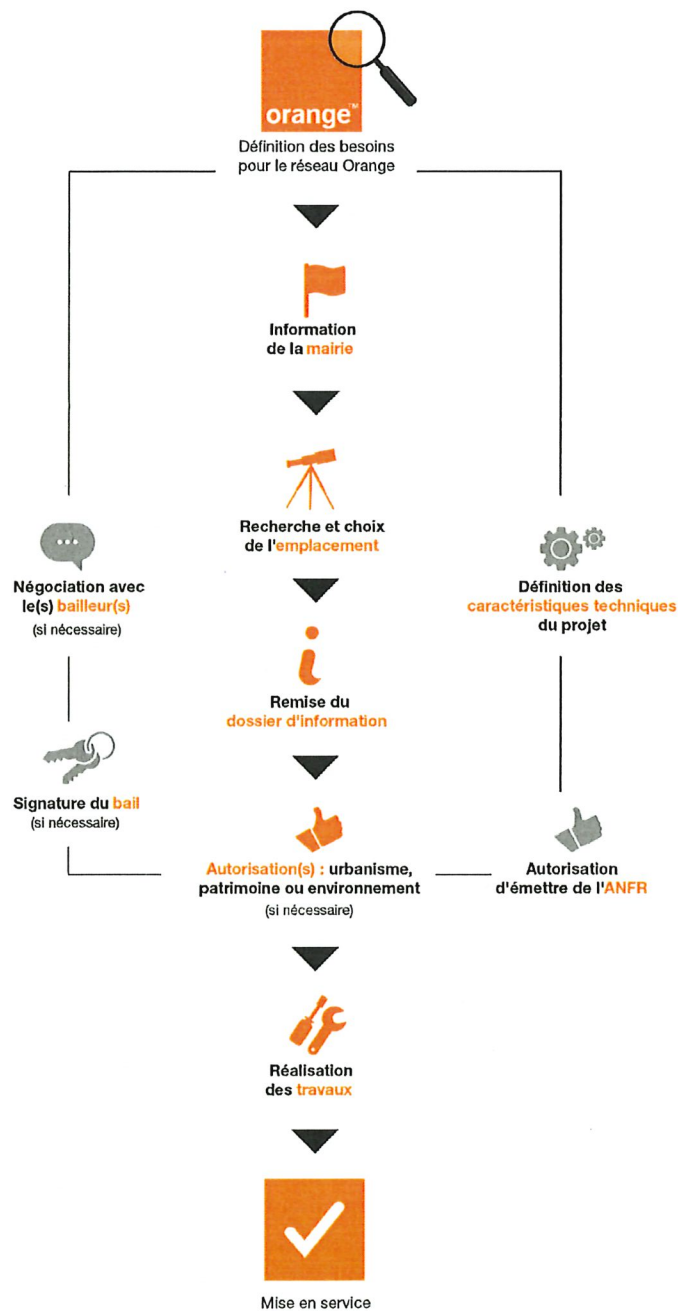 orange™
Définition des besoins
pour le réseau Orange
Information
de la mairie
Recherche et choix
de l'emplacement
Négociation avec
le(s) bailleur(s)
(si nécessaire)
Définition des
caractéristiques techniques
du projet
Remise du
dossier d'information
Signature du bail
(si nécessaire)
Autorisation(s) : urbanisme,
patrimoine ou environnement
(si nécessaire)
Autorisation
d'émettre de l'ANFR
Réalisation
des travaux
Mise en service